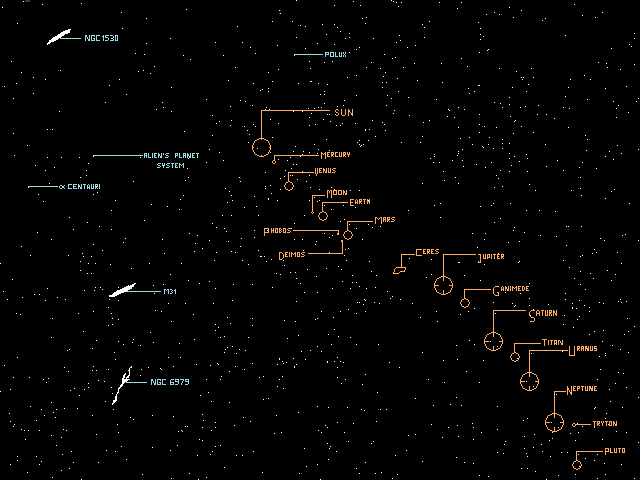 NGC1530
POLUX
SUN
MERCURY
ALIEN'S PLANET
SYSTEM
VENUS
∝ CENTAURI
MOON
EARTH
MARS
PHOBOS
DEIMOS
CERES
JUPITER
GANIMEDE
M31
SATURN
TITAN
URANUS
NGC 6979
NEPTUNE
TRYTON
PLUTO